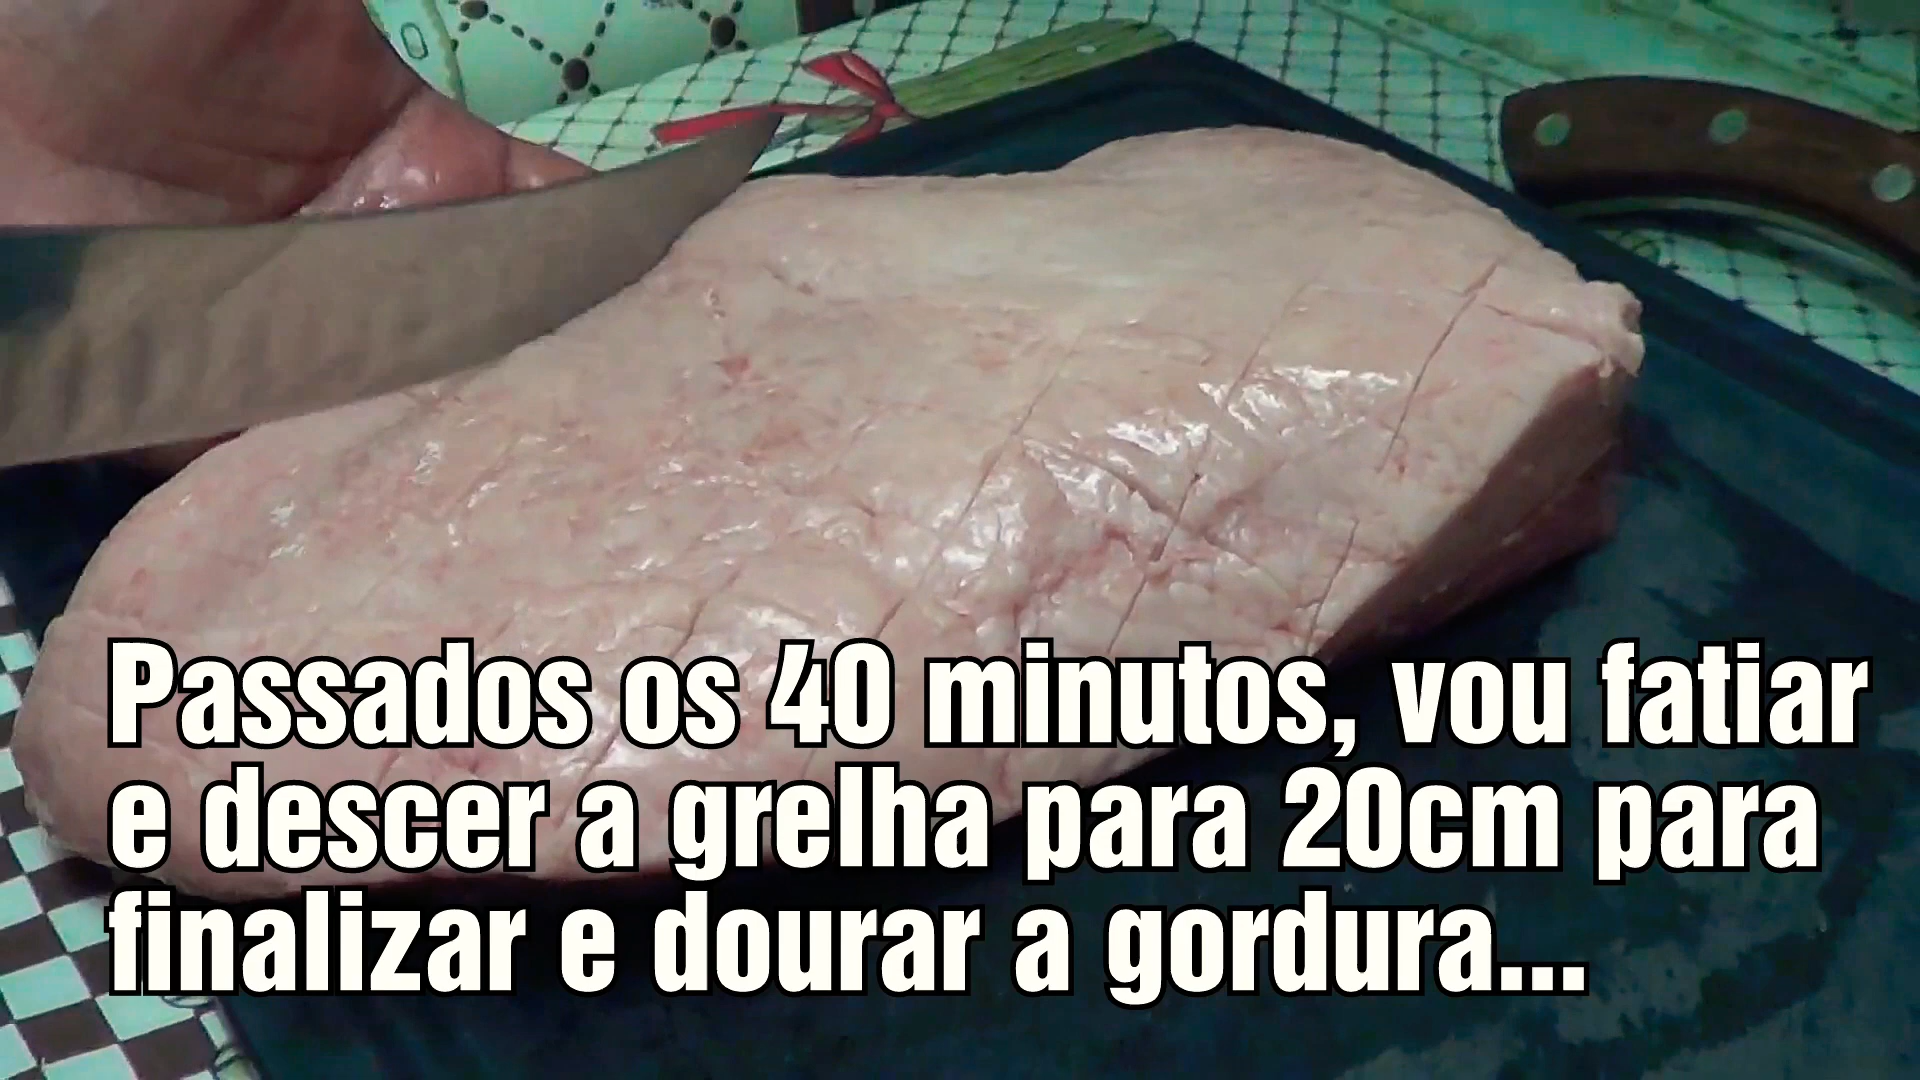 Passados os 40 minutos, vou fatiar
e descer a grelha para 20cm para
finalizar e dourar a gordura...